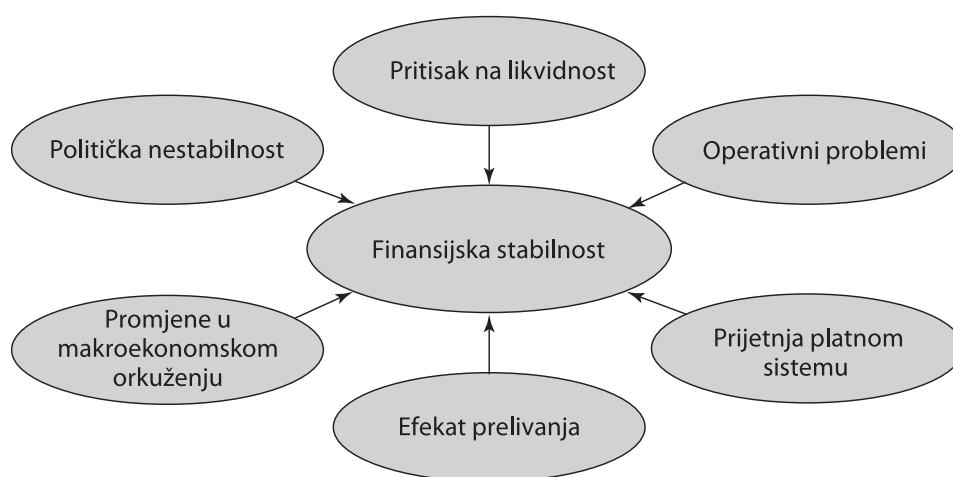 Pritisak na likvidnost
Politička nestabilnost
Operativni problemi
Finansijska stabilnost
Promjene u
makroekonomskom
orkuženju
Prijetnja platnom
sistemu
Efekat prelivanja